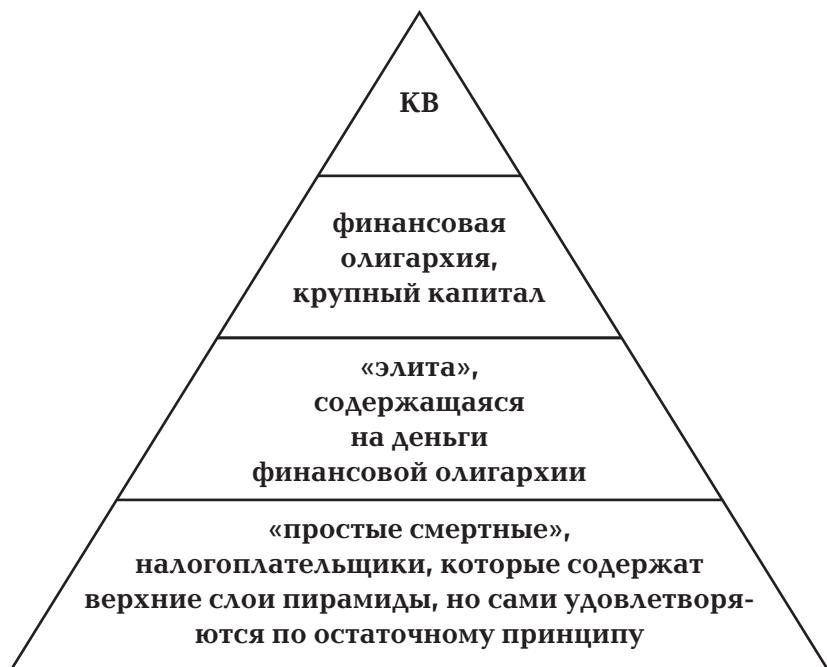 КВ
финансовая
олигархия,
крупный капитал
«элита»,
содержащаяся
на деньги
финансовой олигархии
«простые смертные»,
налогоплательщики, которые содержат
верхние слои пирамиды, но сами удовлетворя-
ются по остаточному принципу